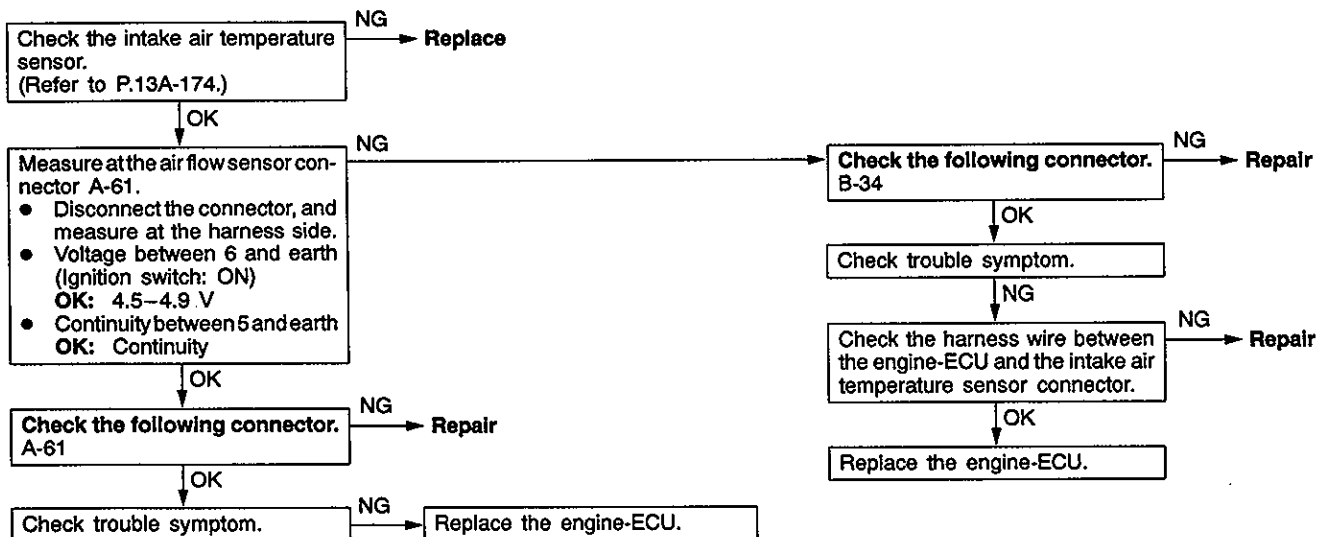 NG
Check the intake air temperature → Replace
sensor.
(Refer to P.13A-174.)
OK
NG
Measure at the air flow sensor con-
nector A-61.
● Disconnect the connector, and
measure at the harness side.
● Voltage between 6 and earth
(Ignition switch: ON)
OK: 4.5–4.9 V
● Continuity between 5 and earth
OK: Continuity
OK
NG
Check the following connector. → Repair
A-61
OK
NG
Check trouble symptom. → Replace the engine-ECU.
NG
Check the following connector. → Repair
B-34
OK
Check trouble symptom.
NG
NG
Check the harness wire between → Repair
the engine-ECU and the intake air
temperature sensor connector.
OK
Replace the engine-ECU.